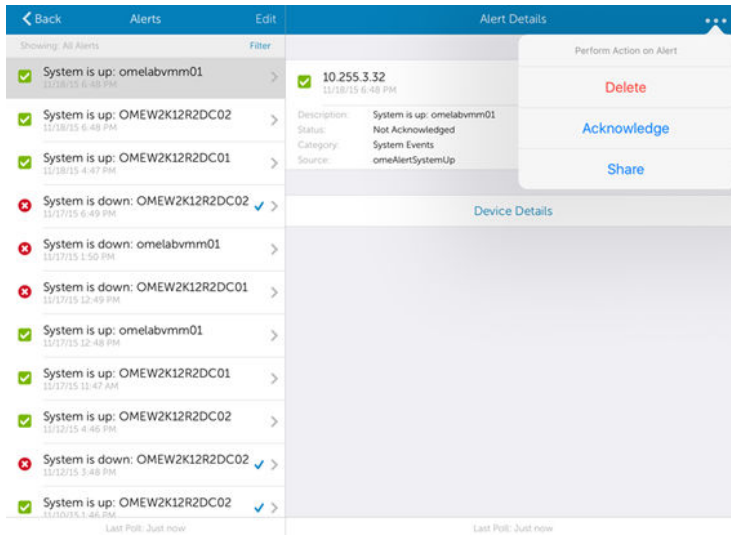 Back
Alerts
Edit
Showing: All Alerts
Filter
System is up: omelabvmm01
11/18/15 6:48 PM
System is up: OMEW2K12R2DC02
11/18/15 6:48 PM
System is up: OMEW2K12R2DC01
11/18/15 4:47 PM
System is down: OMEW2K12R2DC02
11/17/15 6:49 PM
System is down: omelabvmm01
11/17/15 1:50 PM
System is down: OMEW2K12R2DC01
11/17/15 12:49 PM
System is up: omelabvmm01
11/17/15 12:48 PM
System is up: OMEW2K12R2DC01
11/17/15 11:47 AM
System is up: OMEW2K12R2DC02
11/12/15 4:46 PM
System is down: OMEW2K12R2DC02
11/12/15 3:48 PM
System is up: OMEW2K12R2DC02
11/10/15 1:46 PM
Last Poll: Just now
Alert Details
10.255.3.32
11/18/15 6:48 PM
Description: System is up: omelabvmm01
Status: Not Acknowledged
Category: System Events
Source: omeAlertSystemUp
Device Details
Perform Action on Alert
Delete
Acknowledge
Share
Last Poll: Just now